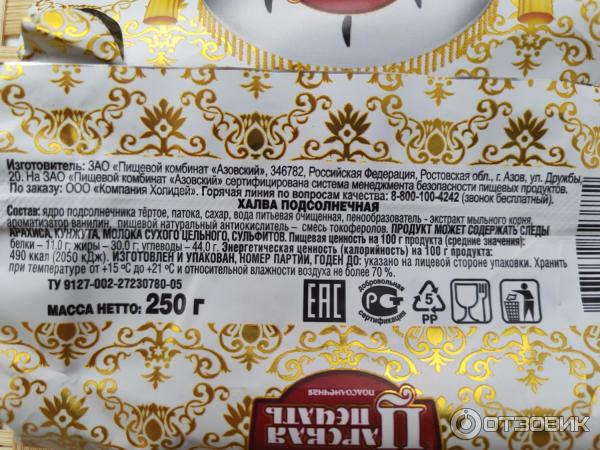 Изготовитель: ЗАО «Пищевой комбинат "Азовский», 346782, Российская Федерация, Ростовская обл., г. Азов, ул. Дружбы,
20. На ЗАО "Пищевой комбинат "Азовский" сертифицирована система менеджмента безопасности пищевых продуктов.
По заказу: ООО «Компания Холидей». Горячая линия по вопросам качества: 8-800-100-4242 (звонок бесплатный).
ХАЛВА ПОДСОЛНЕЧНАЯ
Состав: ядро подсолнечника тёртое, патока, сахар, вода питьевая очищенная, пенообразователь - экстракт мыльного корня,
ароматизатор-ванилин, пищевой натуральный антиокислитель – смесь токоферолов. ПРОДУКТ МОЖЕТ СОДЕРЖАТЬ СЛЕДЫ
АРАХИСА, КУНЖУТА, МОЛОКА СУХОГО ЦЕЛЬНОГО, СУЛЬФИТОВ. Пищевая ценность на 100 г продукта (средние значения):
белки – 11,0 г; жиры – 30,0 г, углеводы – 44,0 г. Энергетическая ценность (калорийность) на 100 г продукта:
490 ккал (2050 кДж). ИЗГОТОВЛЕН И УПАКОВАН, НОМЕР ПАРТИИ, ГОДЕН ДО: указано на лицевой стороне упаковки. Хранить
при температуре от +15 ºС до +21 ºС и относительной влажности воздуха не более 70 %.
ТУ 9127-002-27230780-05
МАССА НЕТТО: 250 г
ЕАС
добровольная
РСТ
сертификация
5
PP
ЦАРСКАЯ
ПЕЧАТЬ
ПОДСОЛНЕЧНАЯ
ОТЗОВИК